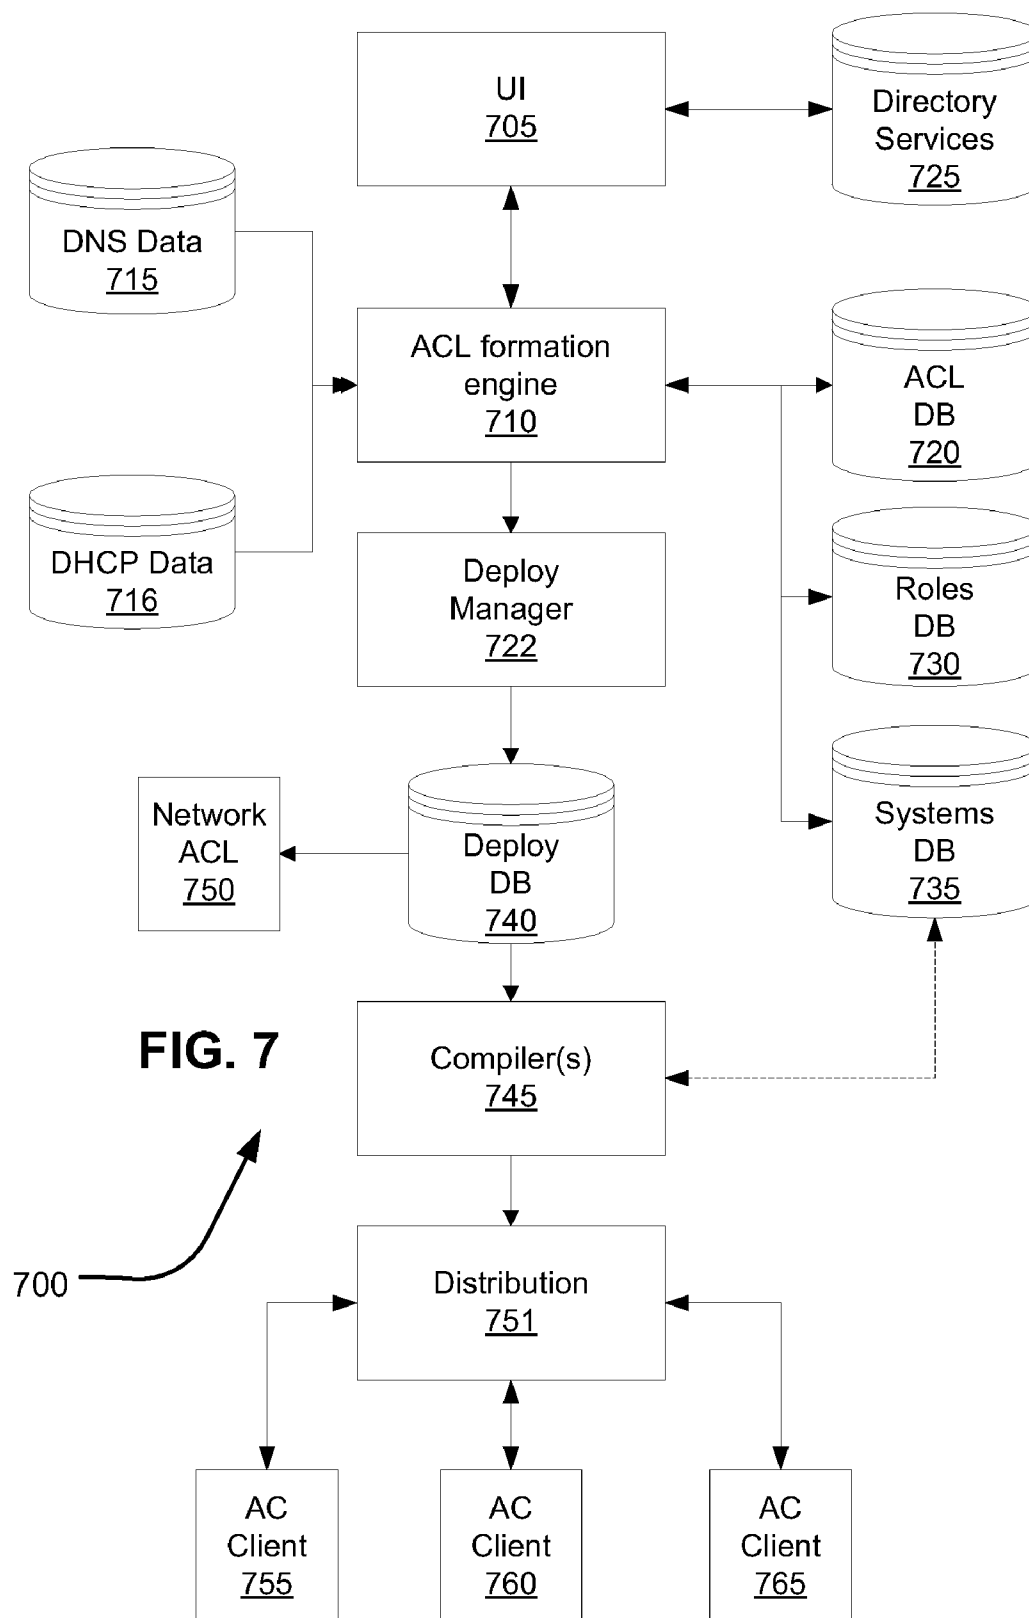 UI
705
Directory
Services
725
DNS Data
715
ACL formation
engine
710
ACL
DB
720
DHCP Data
716
Deploy
Manager
722
Roles
DB
730
Network
ACL
750
Deploy
DB
740
Systems
DB
735
FIG. 7
Compiler(s)
745
700
Distribution
751
AC
Client
755
AC
Client
760
AC
Client
765